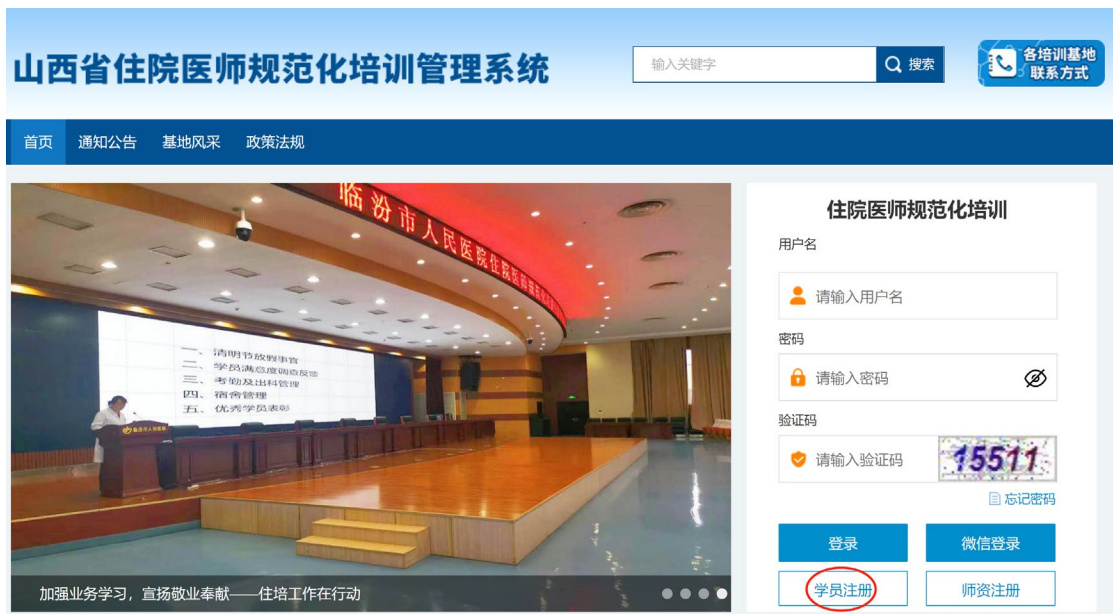 山西省住院医师规范化培训管理系统
输入关键字
搜索
各培训基地
联系方式
首页 通知公告 基地风采 政策法规
临汾市人民医院住院医师规范化
一、清明节放假事宜
二、学员满意度调查反馈
三、考勤及出科管理
四、宿舍管理
五、优秀学员表彰
加强业务学习，宣扬敬业奉献——住培工作在行动
住院医师规范化培训
用户名
请输入用户名
密码
请输入密码
验证码
请输入验证码
15511
忘记密码
登录 微信登录
学员注册 师资注册